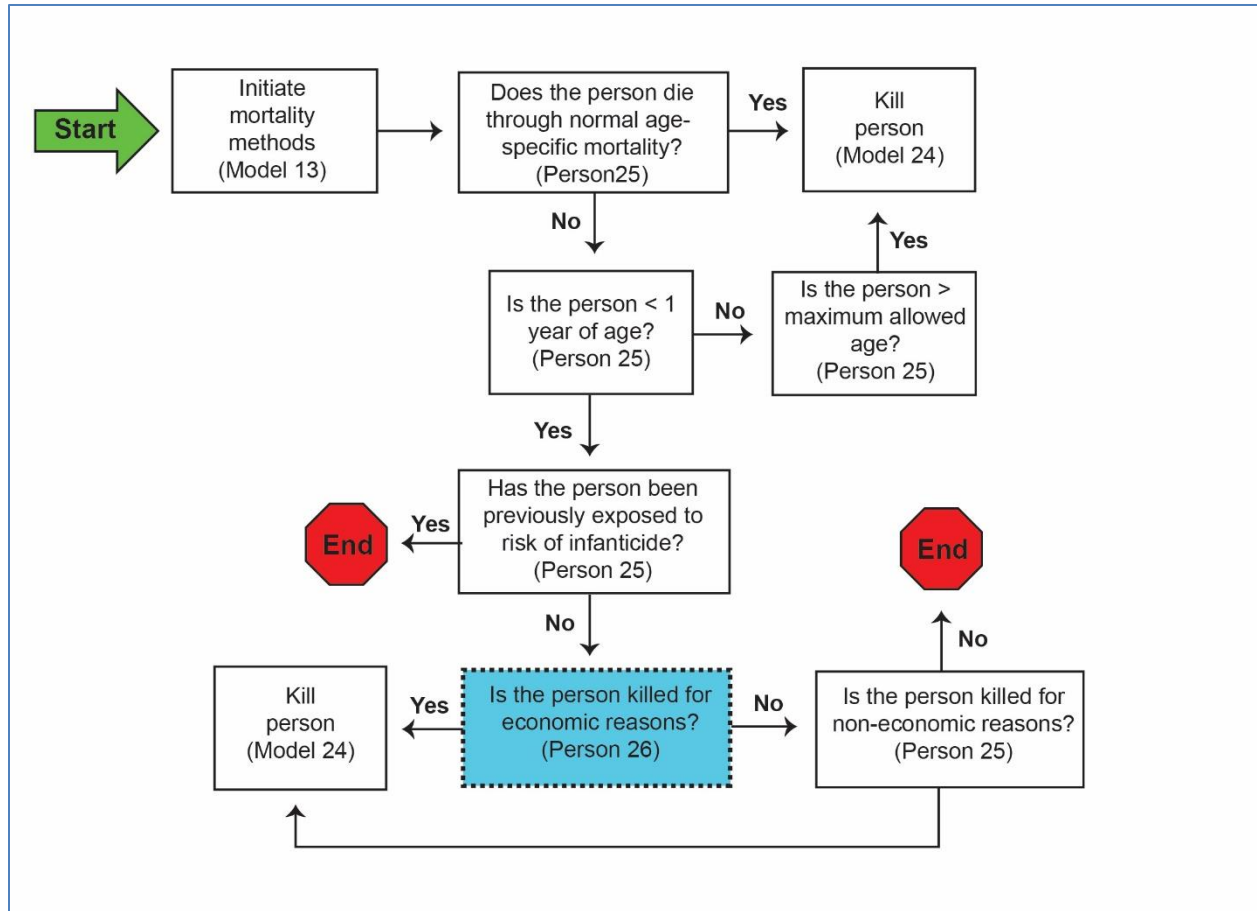 Start
Initiate
mortality
methods
(Model 13)
Does the person die
through normal age-
specific mortality?
(Person25)
Yes
Kill
person
(Model 24)
No
Yes
Is the person < 1
year of age?
(Person 25)
No
Is the person >
maximum allowed
age?
(Person 25)
Yes
Has the person been
previously exposed to
risk of infanticide?
(Person 25)
Yes
End
End
No
No
Kill
person
(Model 24)
Yes
Is the person killed for
economic reasons?
(Person 26)
No
Is the person killed for
non-economic reasons?
(Person 25)